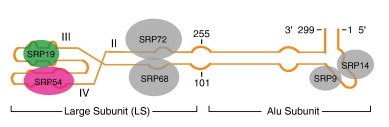 III
II
SRP72
255
3' 299
1 5'
SRP19
SRP54
IV
SRP68
101
SRP9
SRP14
Large Subunit (LS)
Alu Subunit